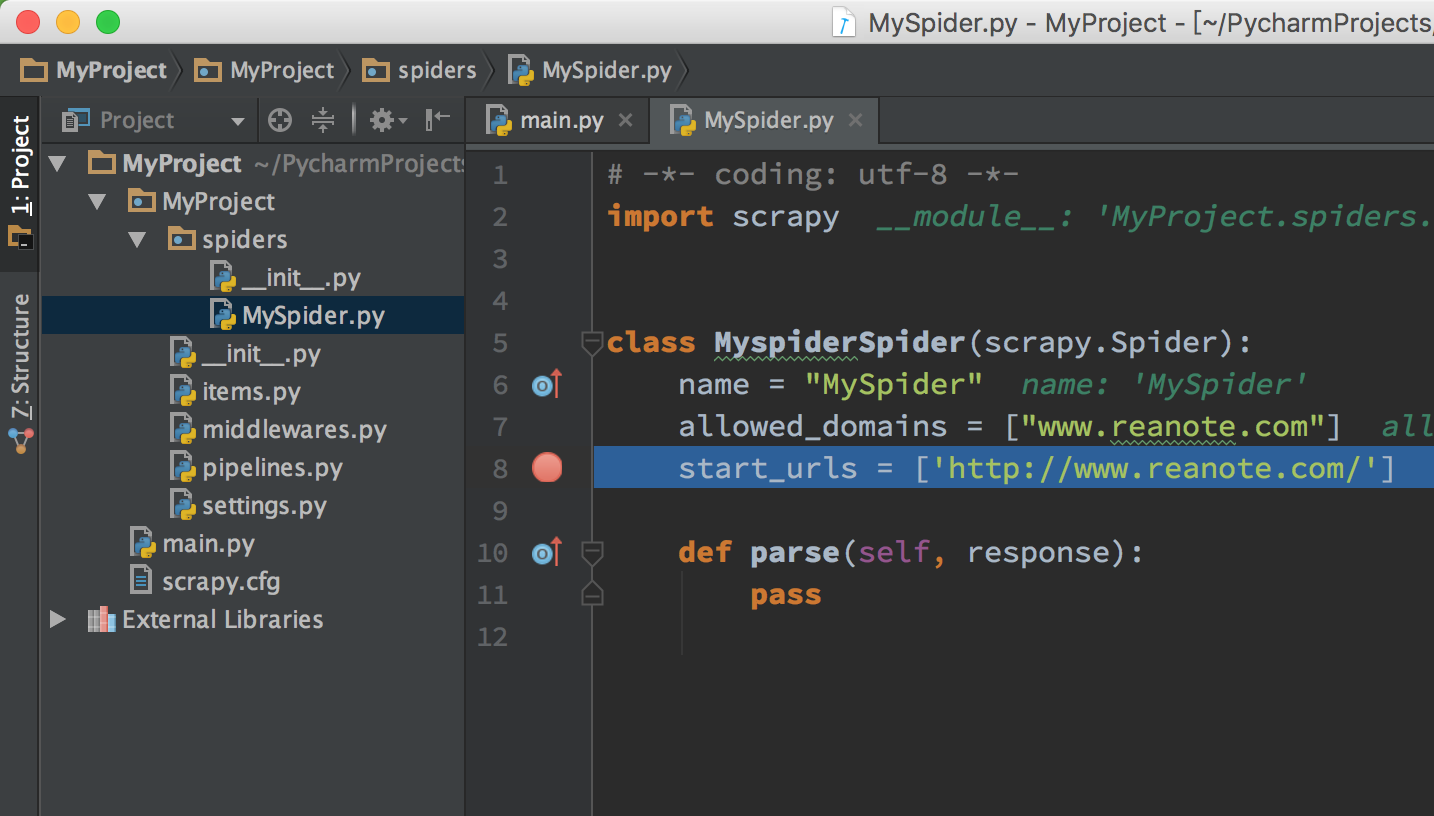 MySpider.py - MyProject - [~/PycharmProjects/
MyProject MyProject spiders MySpider.py
1: Project
7: Structure
Project
MyProject ~/PycharmProjects
MyProject
spiders
__init__.py
MySpider.py
__init__.py
items.py
middlewares.py
pipelines.py
settings.py
main.py
scrapy.cfg
External Libraries
main.py MySpider.py
1 # -*- coding: utf-8 -*-
2 import scrapy __module__: 'MyProject.spiders.
3
4
5 class MyspiderSpider(scrapy.Spider):
6 name = "MySpider" name: 'MySpider'
7 allowed_domains = ["www.reanote.com"] all
8 start_urls = ['http://www.reanote.com/']
9
10 def parse(self, response):
11 pass
12